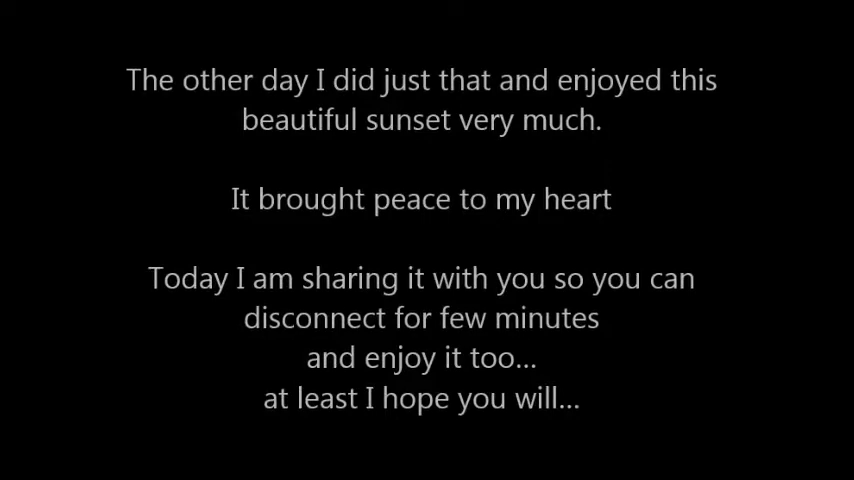 The other day I did just that and enjoyed this
beautiful sunset very much.
It brought peace to my heart
Today I am sharing it with you so you can
disconnect for few minutes
and enjoy it too...
at least I hope you will...